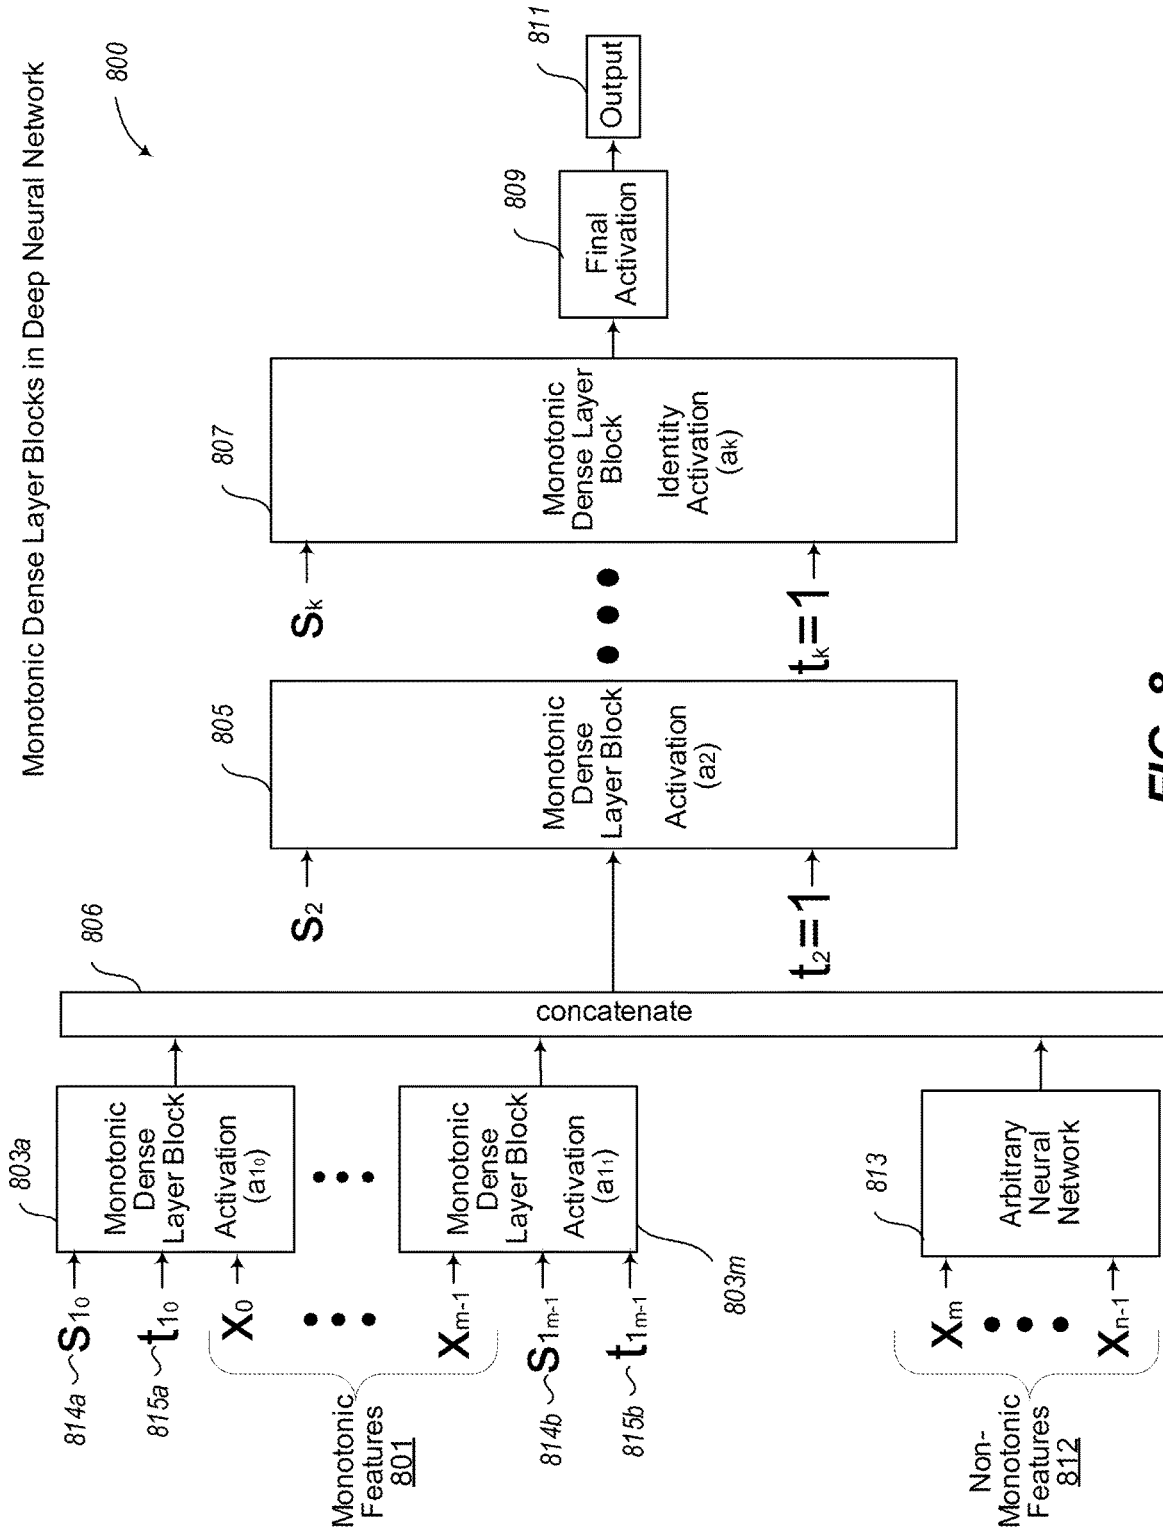 Monotonic Dense Layer Blocks in Deep Neural Network
800
814a
s10
815a
t10
x0
Monotonic
Features
801
xm-1
814b
s1m-1
815b
t1m-1
803a
Monotonic
Dense
Layer Block
Activation
(a10)
Monotonic
Dense
Layer Block
Activation
(a11)
803m
Non-
Monotonic
Features
812
xm
xn-1
813
Arbitrary
Neural
Network
806
concatenate
s2
t2=1
805
Monotonic
Dense
Layer Block
Activation
(a2)
sk
tk=1
807
Monotonic
Dense Layer
Block
Identity
Activation
(ak)
809
Final
Activation
811
Output
FIG. 8